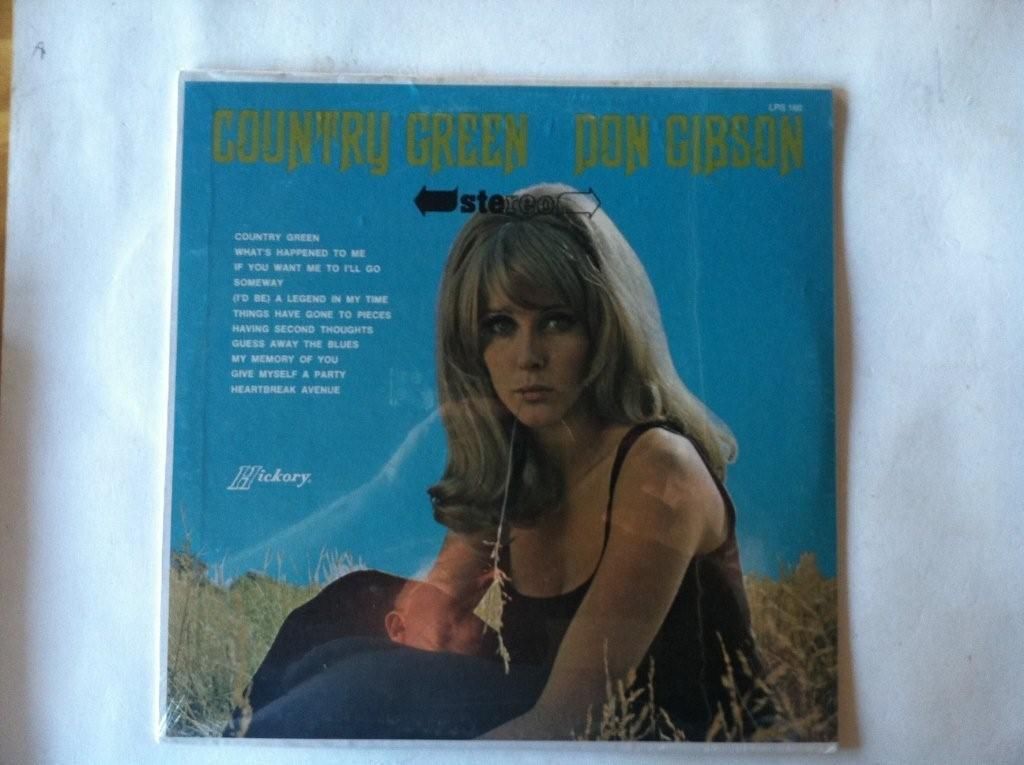 LPS 160
COUNTRY GREEN DON GIBSON
stereo
COUNTRY GREEN
WHAT'S HAPPENED TO ME
IF YOU WANT ME TO I'LL GO
SOMEWAY
(I'D BE) A LEGEND IN MY TIME
THINGS HAVE GONE TO PIECES
HAVING SECOND THOUGHTS
GUESS AWAY THE BLUES
MY MEMORY OF YOU
GIVE MYSELF A PARTY
HEARTBREAK AVENUE
Hickory.